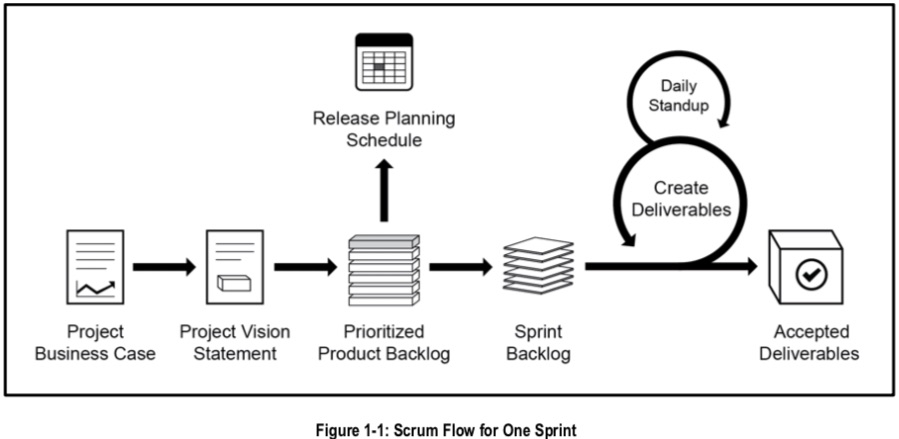 Daily
Standup
Release Planning
Schedule
Create
Deliverables
Project
Business Case
Project Vision
Statement
Prioritized
Product Backlog
Sprint
Backlog
Accepted
Deliverables
Figure 1-1: Scrum Flow for One Sprint